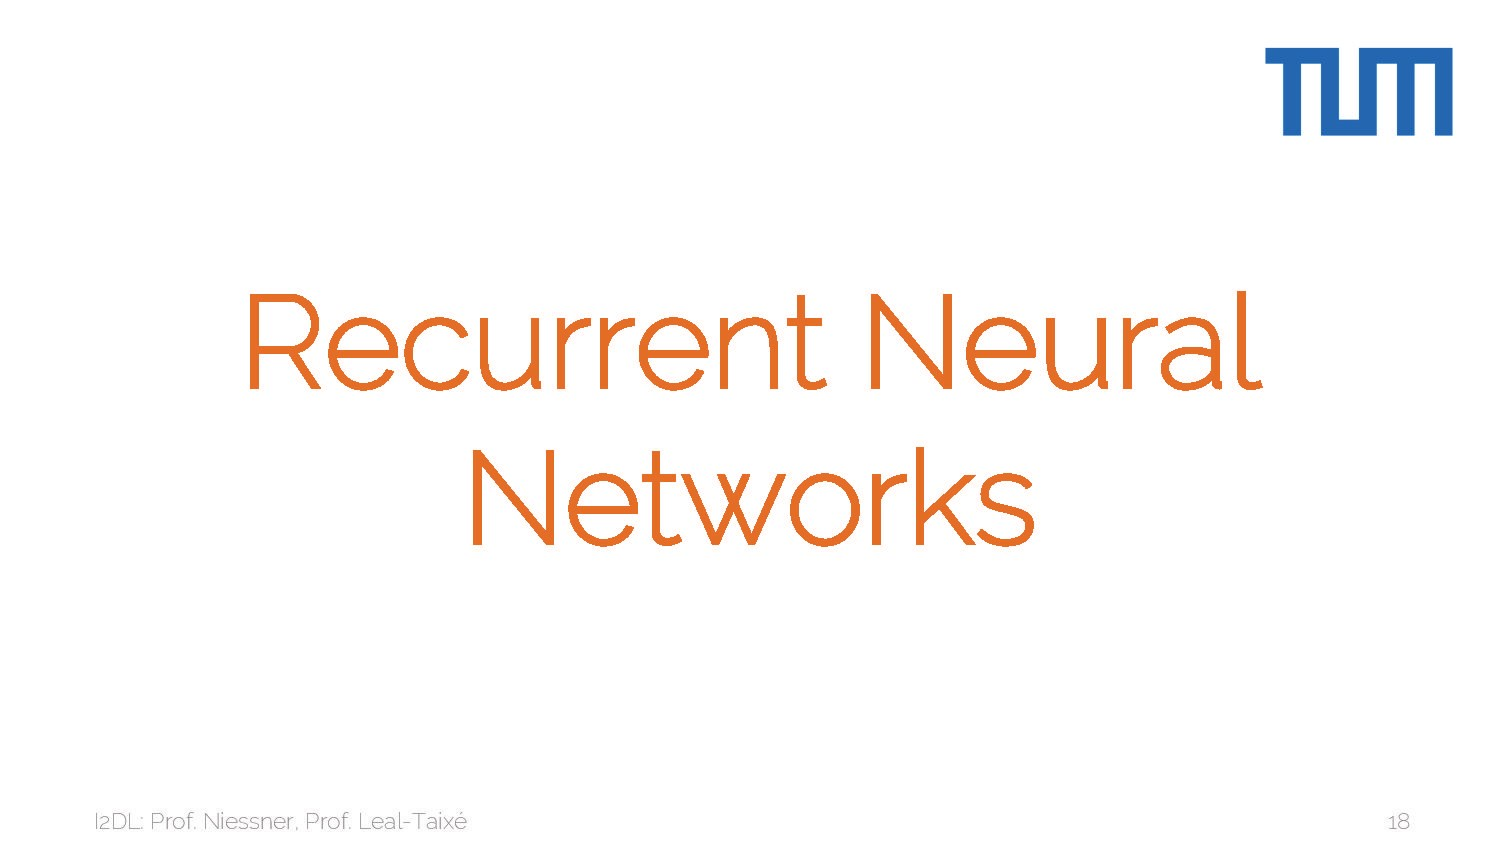 TUM
Recurrent Neural
Networks
I2DL: Prof. Niessner, Prof. Leal-Taixé
18